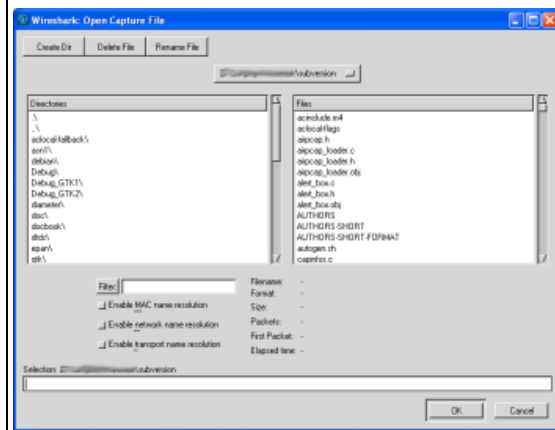 Wireshark: Open Capture File
Create Dir Delete File Rename File
\subversion
Directories
.\
..\
aclocal-fallback\
asn1\
debian\
Debug\
Debug_GTK1\
Debug_GTK2\
diameter\
doc\
docbook\
dtds\
epan\
gtk\
Files
acinclude.m4
aclocal-flags
airpcap.h
airpcap_loader.c
airpcap_loader.h
airpcap_loader.obj
alert_box.c
alert_box.h
alert_box.obj
AUTHORS
AUTHORS-SHORT
AUTHORS-SHORT-FORMAT
autogen.sh
capinfos.c
Filter:
Enable MAC name resolution
Enable network name resolution
Enable transport name resolution
Filename: -
Format: -
Size: -
Packets: -
First Packet: -
Elapsed time: -
Selection: \subversion
OK Cancel